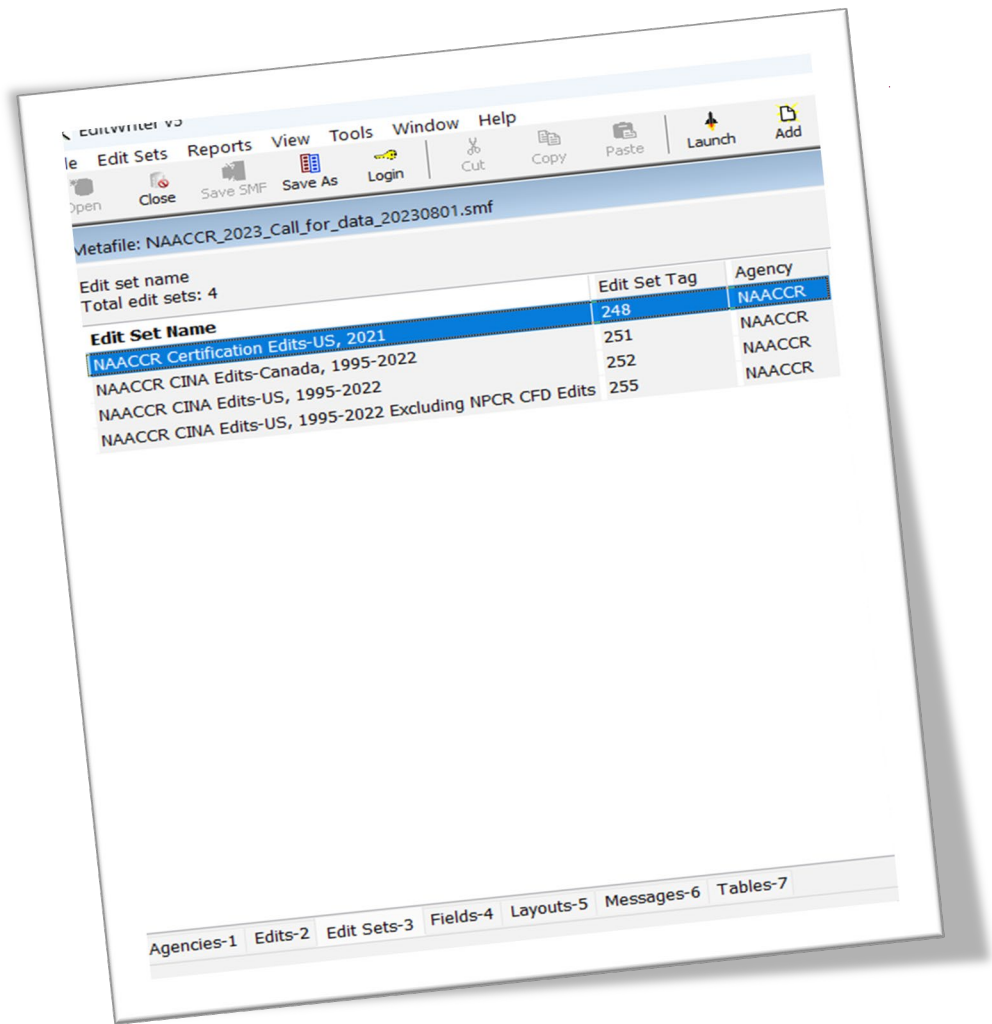 EditWriter v5
le Edit Sets Reports View Tools Window Help
Open Close Save SMF Save As Login Cut Copy Paste Launch Add
Metafile: NAACCR_2023_Call_for_data_20230801.smf
Edit set name
Total edit sets: 4
Edit Set Name Edit Set Tag Agency
NAACCR Certification Edits-US, 2021 248 NAACCR
NAACCR CINA Edits-Canada, 1995-2022 251 NAACCR
NAACCR CINA Edits-US, 1995-2022 252 NAACCR
NAACCR CINA Edits-US, 1995-2022 Excluding NPCR CFD Edits 255 NAACCR
Agencies-1 Edits-2 Edit Sets-3 Fields-4 Layouts-5 Messages-6 Tables-7